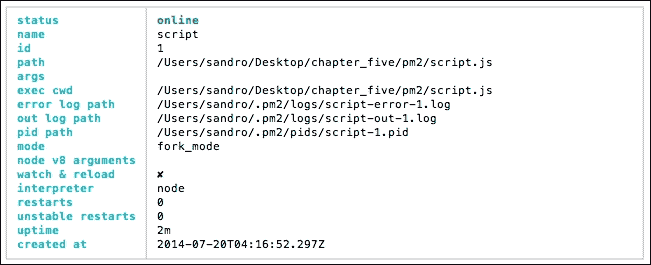 status online
name script
id 1
path /Users/sandro/Desktop/chapter_five/pm2/script.js
args
exec cwd /Users/sandro/Desktop/chapter_five/pm2/script.js
error log path /Users/sandro/.pm2/logs/script-error-1.log
out log path /Users/sandro/.pm2/logs/script-out-1.log
pid path /Users/sandro/.pm2/pids/script-1.pid
mode fork_mode
node v8 arguments
watch & reload ✘
interpreter node
restarts 0
unstable restarts 0
uptime 2m
created at 2014-07-20T04:16:52.297Z